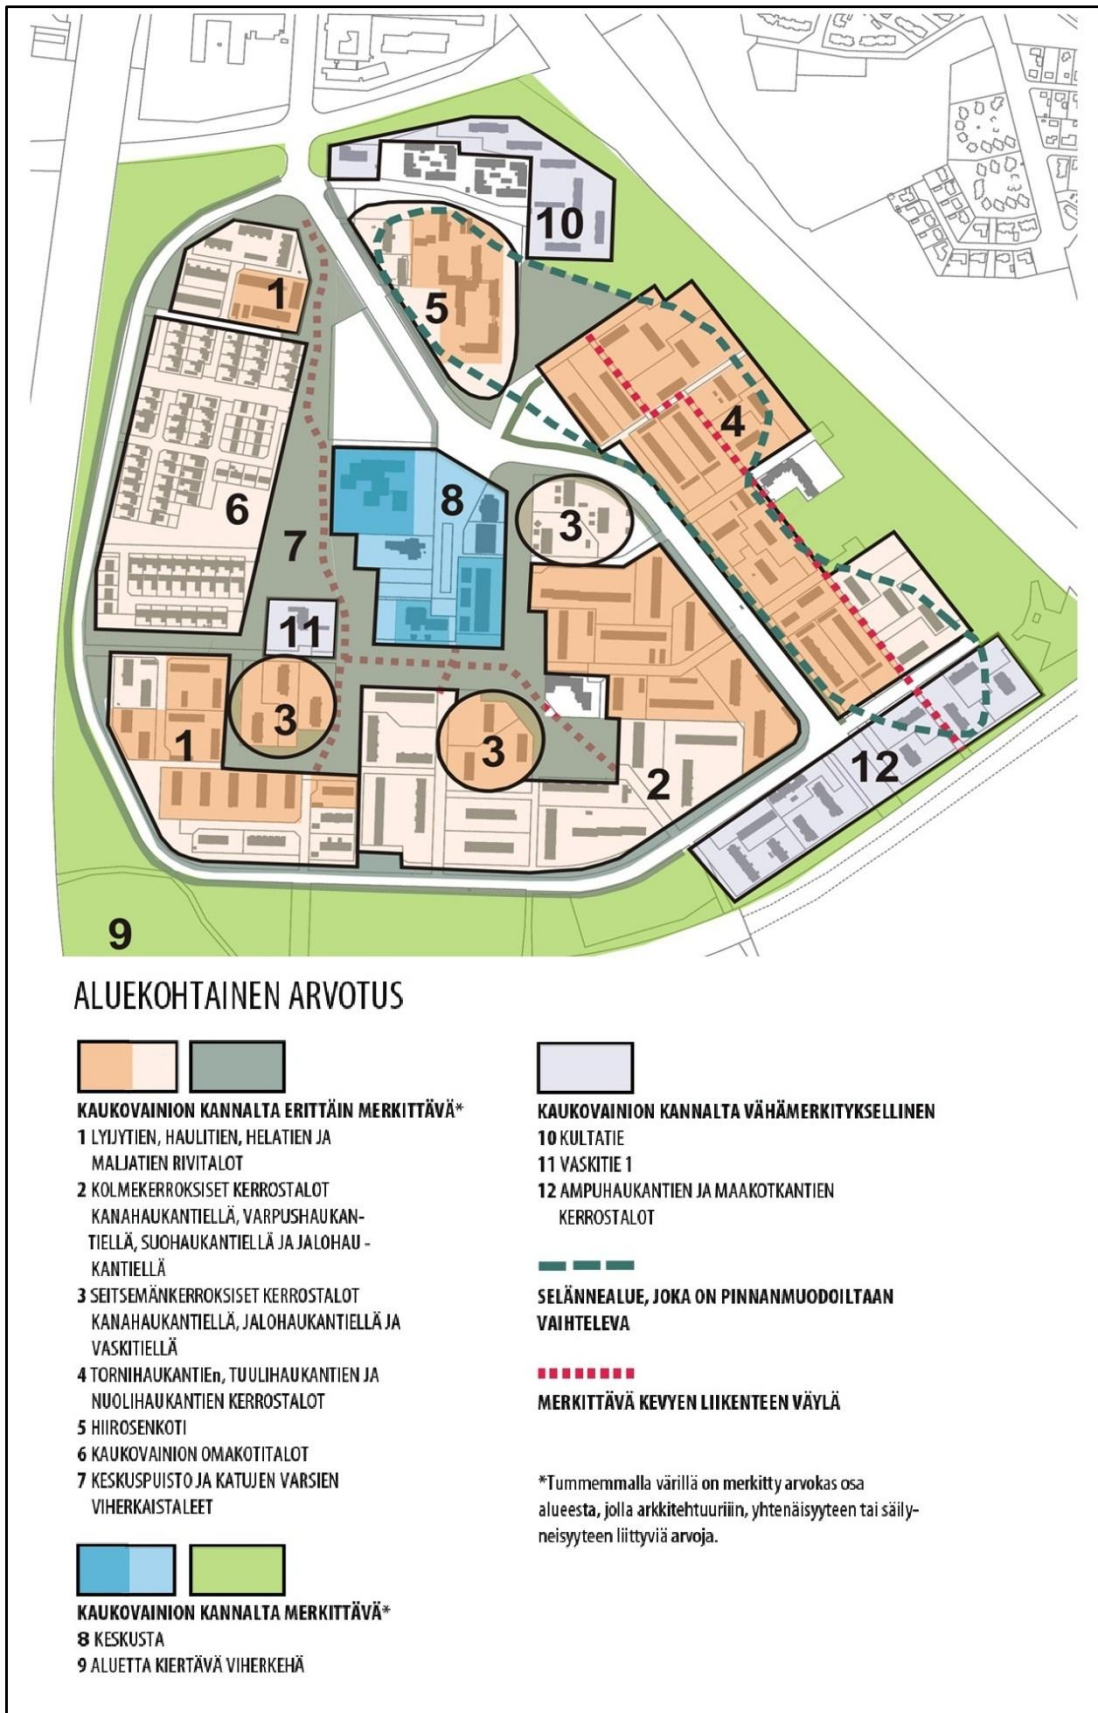 10
1
5
4
6
8
3
7
11
3
1
3
2
12
9
ALUEKOHTAINEN ARVOTUS
KAUKOVAINION KANNALTA ERITTÄIN MERKITTÄVÄ*
1 LYIJYTIEN, HAULITIEN, HELATIEN JA
MALJATIEN RIVITALOT
2 KOLMEKERROKSISET KERROSTALOT
KANAHAUKANTIELLÄ, VARPUSHAUKAN-
TIELLÄ, SUOHAUKANTIELLÄ JA JALOHAU -
KANTIELLÄ
3 SEITSEMÄNKERROKSISET KERROSTALOT
KANAHAUKANTIELLÄ, JALOHAUKANTIELLÄ JA
VASKITIELLÄ
4 TORNIHAUKANTIEn, TUULIHAUKANTIEN JA
NUOLIHAUKANTIEN KERROSTALOT
5 HIIROSENKOTI
6 KAUKOVAINION OMAKOTITALOT
7 KESKUSPUISTO JA KATUJEN VARSIEN
VIHERKAISTALEET
KAUKOVAINION KANNALTA MERKITTÄVÄ*
8 KESKUSTA
9 ALUETTA KIERTÄVÄ VIHERKEHÄ
KAUKOVAINION KANNALTA VÄHÄMERKITYKSELLINEN
10 KULTATIE
11 VASKITIE 1
12 AMPUHAUKANTIEN JA MAAKOTKANTIEN
KERROSTALOT
SELÄNNEALUE, JOKA ON PINNANMUODOILTAAN
VAIHTELEVA
MERKITTÄVÄ KEVYEN LIIKENTEEN VÄYLÄ
*Tummemmalla värillä on merkitty arvokas osa
alueesta, jolla arkkitehtuuriiin, yhtenäisyyteen tai säily-
neisyyteen liittyviä arvoja.